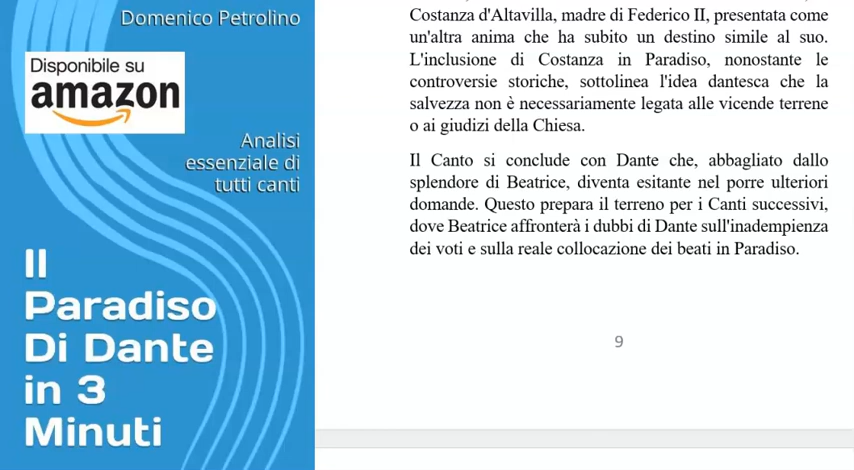 Domenico Petrolino
Disponibile su
amazon
Analisi
essenziale di
tutti canti
Il
Paradiso
Di Dante
in 3
Minuti
Costanza d'Altavilla, madre di Federico II, presentata come
un'altra anima che ha subito un destino simile al suo.
L'inclusione di Costanza in Paradiso, nonostante le
controversie storiche, sottolinea l'idea dantesca che la
salvezza non è necessariamente legata alle vicende terrene
o ai giudizi della Chiesa.
Il Canto si conclude con Dante che, abbagliato dallo
splendore di Beatrice, diventa esitante nel porre ulteriori
domande. Questo prepara il terreno per i Canti successivi,
dove Beatrice affronterà i dubbi di Dante sull'inadempienza
dei voti e sulla reale collocazione dei beati in Paradiso.
9